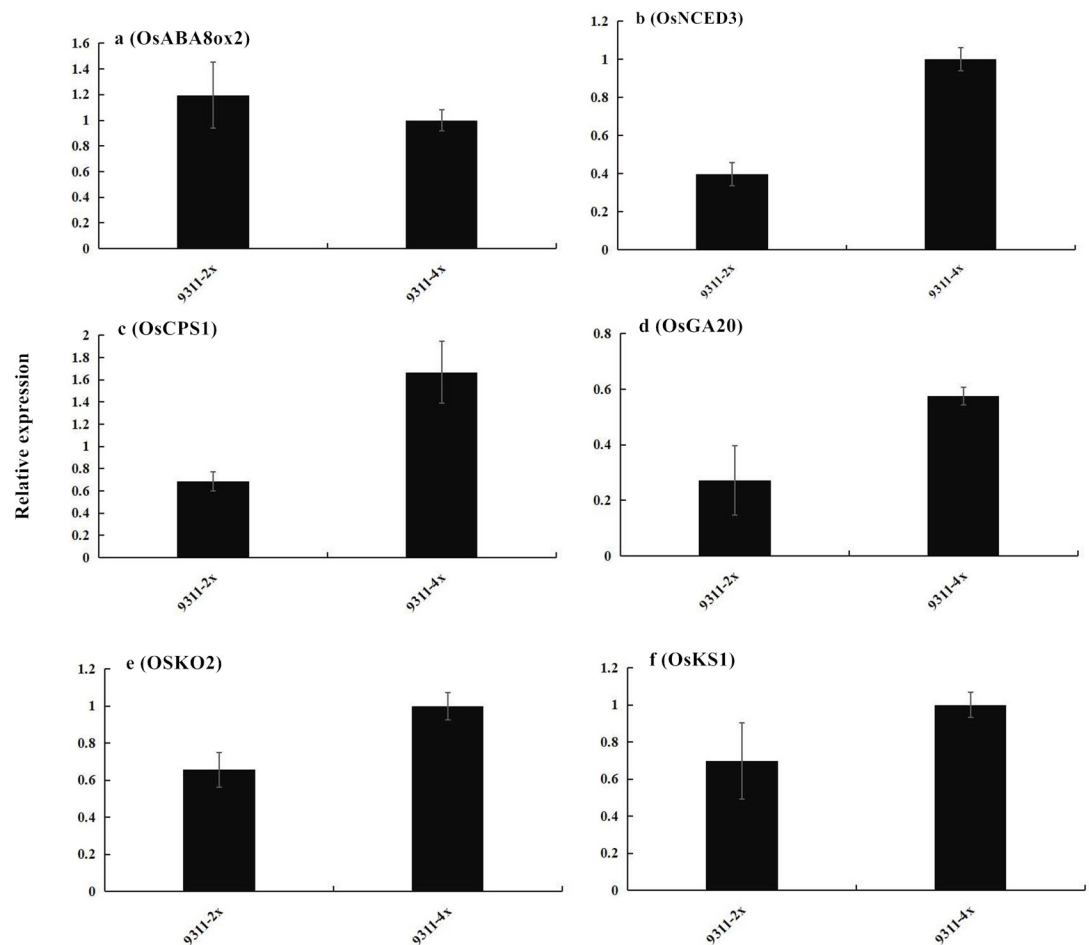 a (OsABA8ox2)
1.6
1.4
1.2
1
0.8
0.6
0.4
0.2
0
9311-2x
9311-4x
b (OsNCED3)
1.2
1
0.8
0.6
0.4
0.2
0
9311-2x
9311-4x
Relative expression
c (OsCPS1)
2
1.8
1.6
1.4
1.2
1
0.8
0.6
0.4
0.2
0
9311-2x
9311-4x
d (OsGA20)
0.8
0.6
0.4
0.2
0
9311-2x
9311-4x
e (OSKO2)
1.2
1
0.8
0.6
0.4
0.2
0
9311-2x
9311-4x
f (OsKS1)
1.2
1
0.8
0.6
0.4
0.2
0
9311-2x
9311-4x